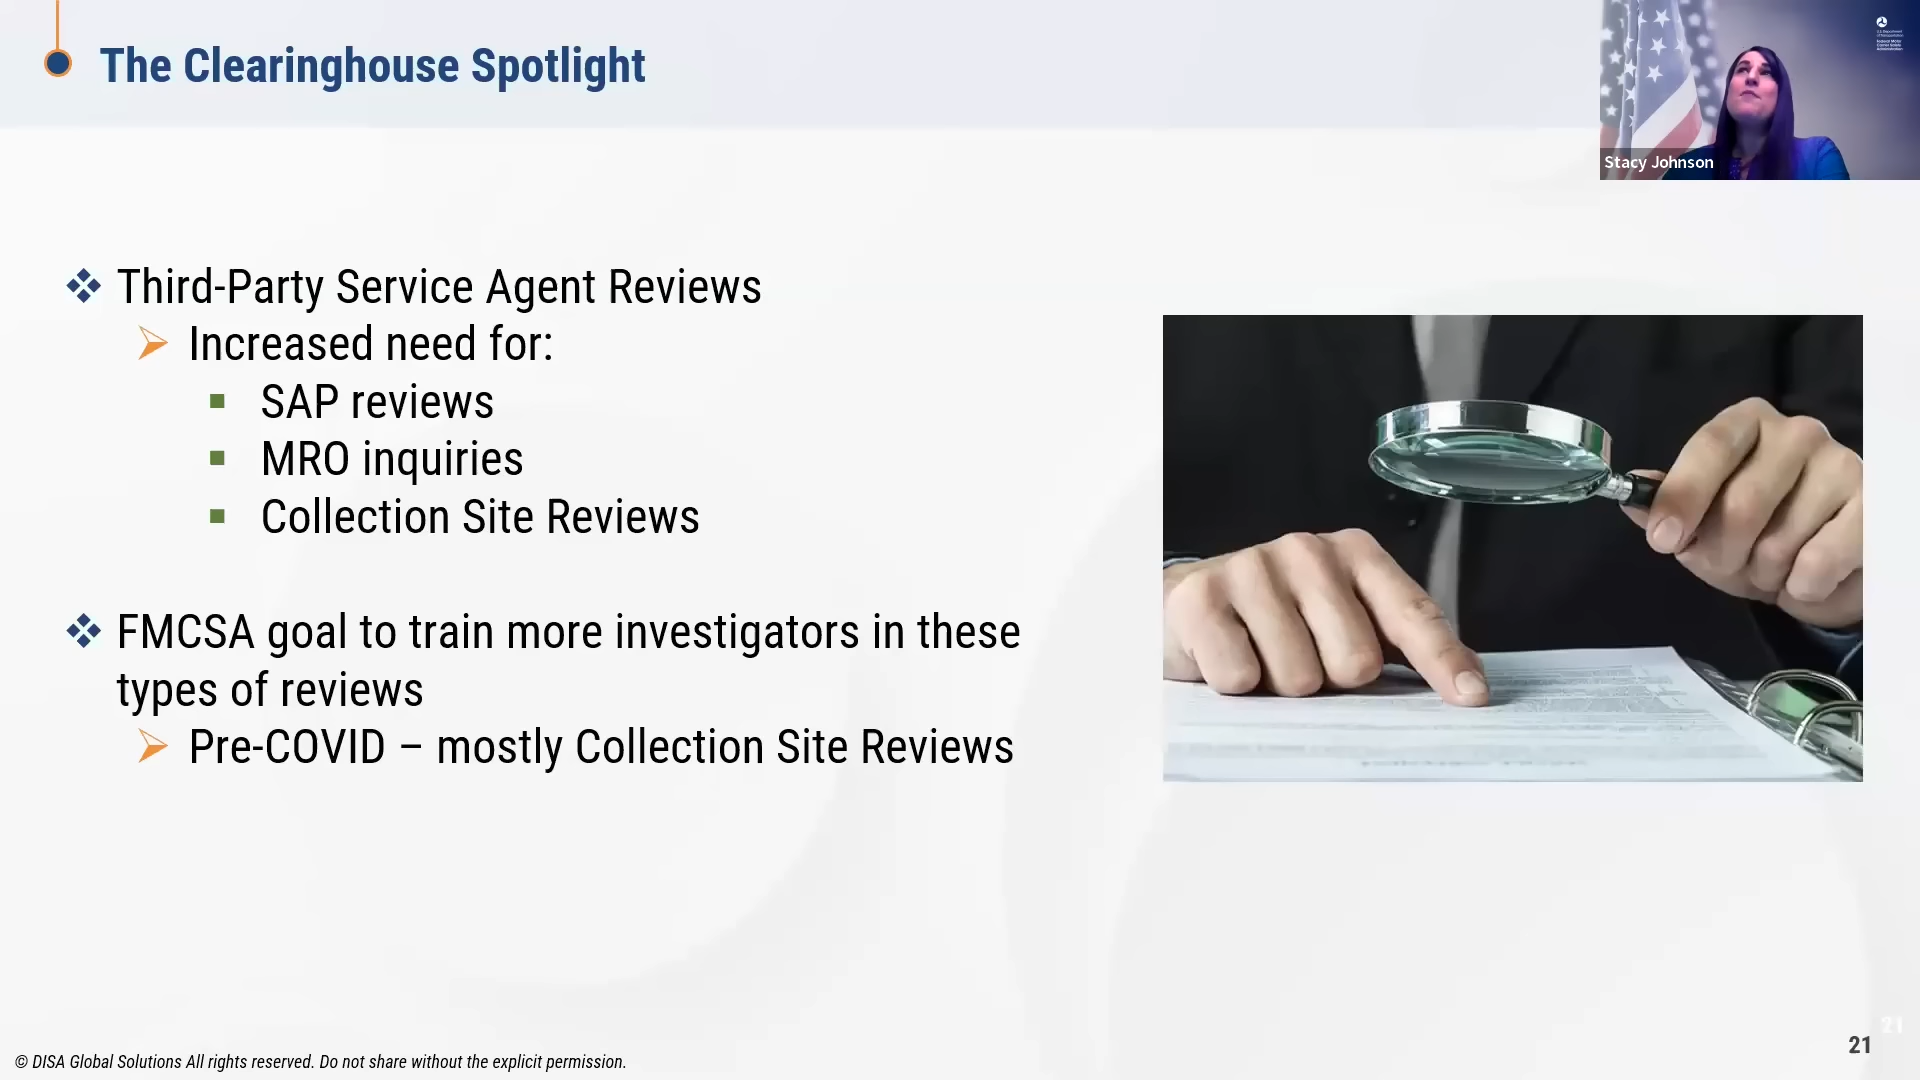 The Clearinghouse Spotlight
Stacy Johnson
Third-Party Service Agent Reviews
Increased need for:
SAP reviews
MRO inquiries
Collection Site Reviews
FMCSA goal to train more investigators in these
types of reviews
Pre-COVID – mostly Collection Site Reviews
© DISA Global Solutions All rights reserved. Do not share without the explicit permission.
21
21